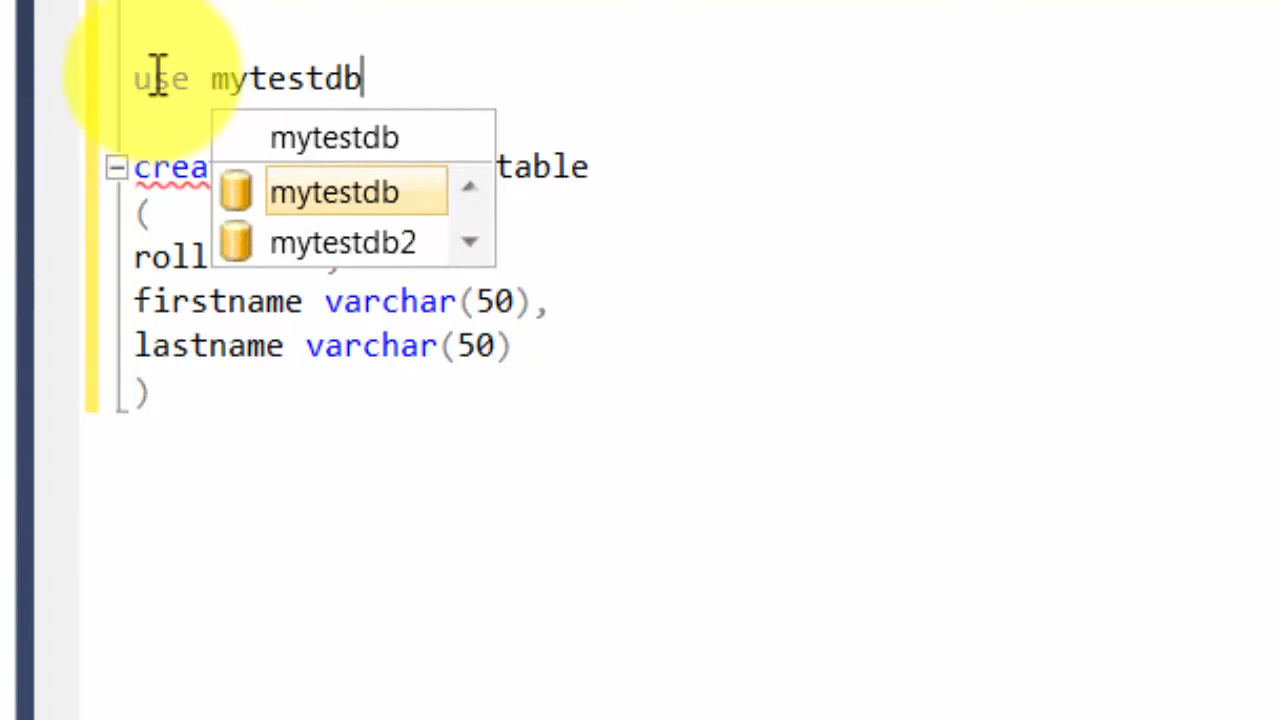 use mytestdb
mytestdb
crea table
mytestdb
(
mytestdb2
roll ,
firstname varchar(50),
lastname varchar(50)
)